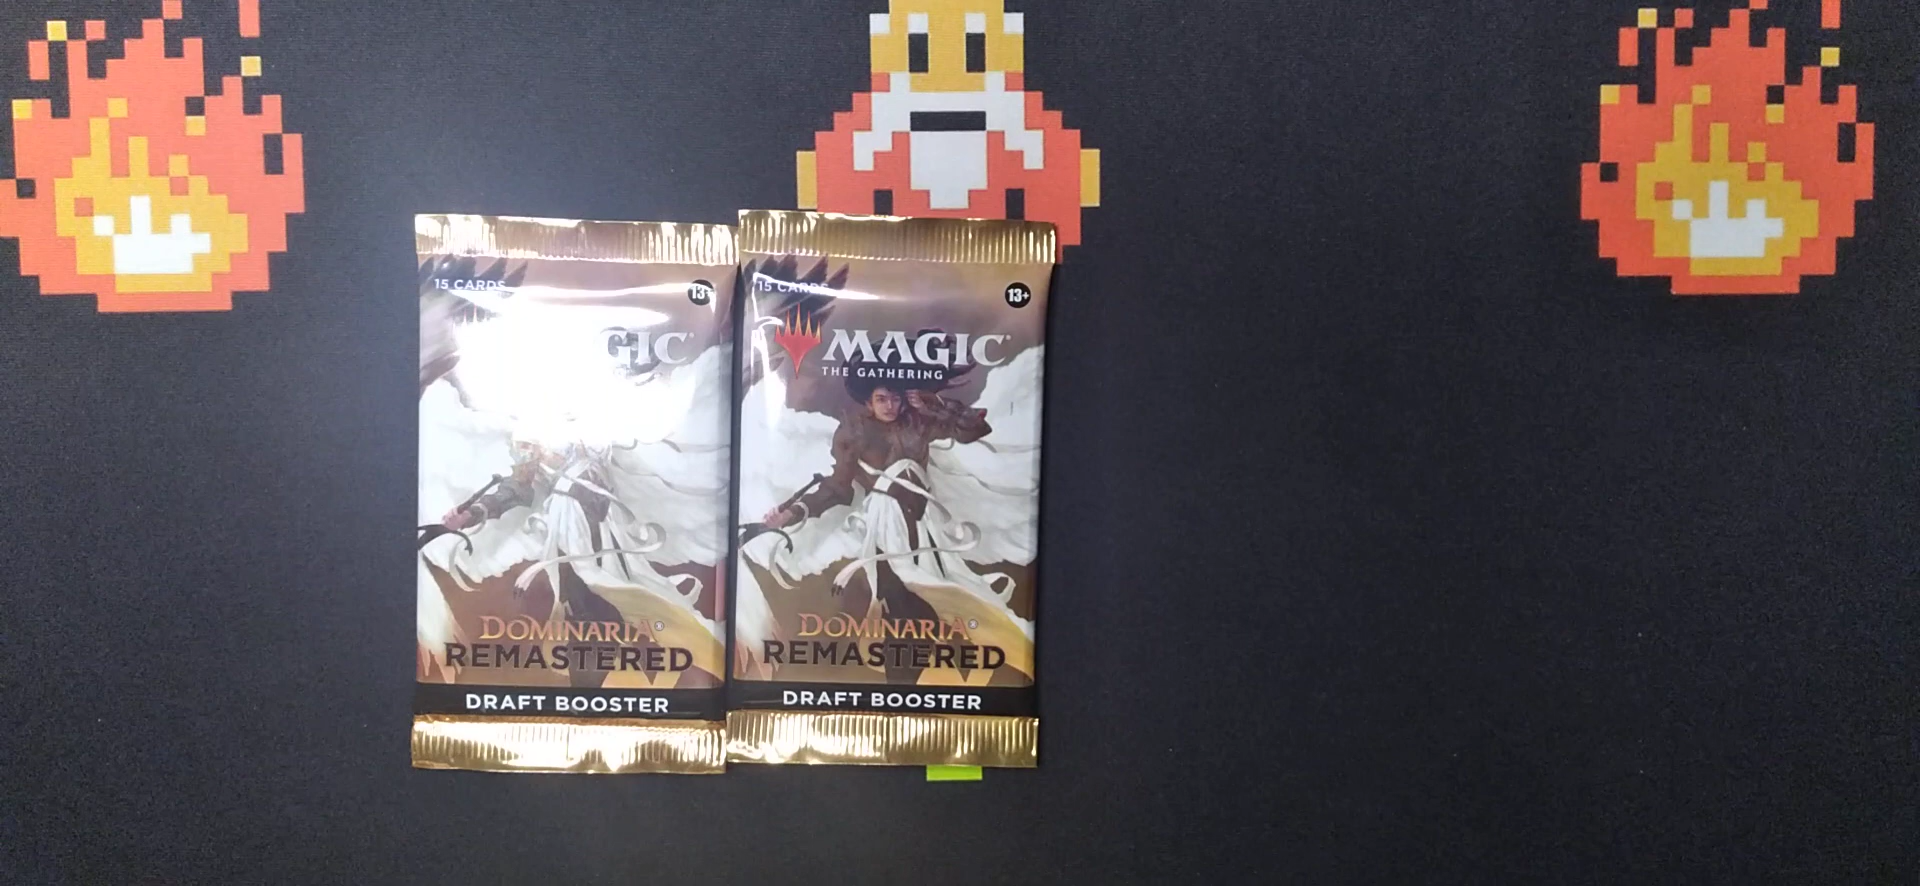 15 CARDS
13+
GIC
DOMINARIA®
REMASTERED
DRAFT BOOSTER
15 CARDS
13+
MAGIC®
THE GATHERING
DOMINARIA®
REMASTERED
DRAFT BOOSTER